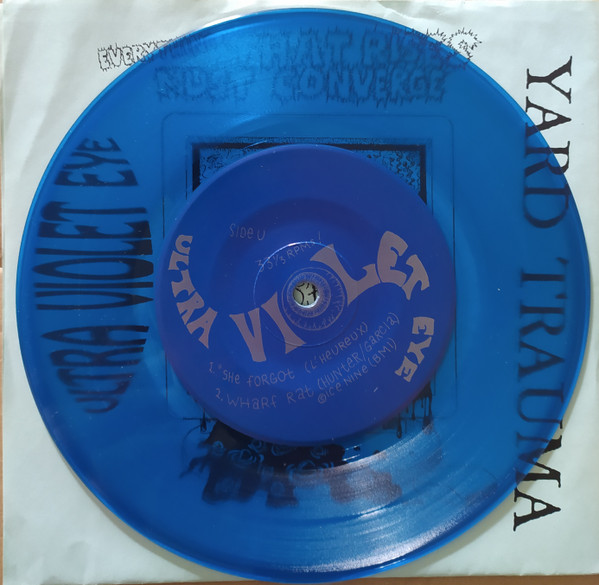 EVERYTHING THAT RISES
MUST CONVERGE
ULTRA VIOLET EYE
YARD TRAUMA
SIDE U
33 1/3 RPM
ULTRA VIOLET EYE
1. SHE FORGOT (L'HEUREUX)
2. WHARF RAT (HUNTER/GARCIA)
©ICE NINE (BMI)